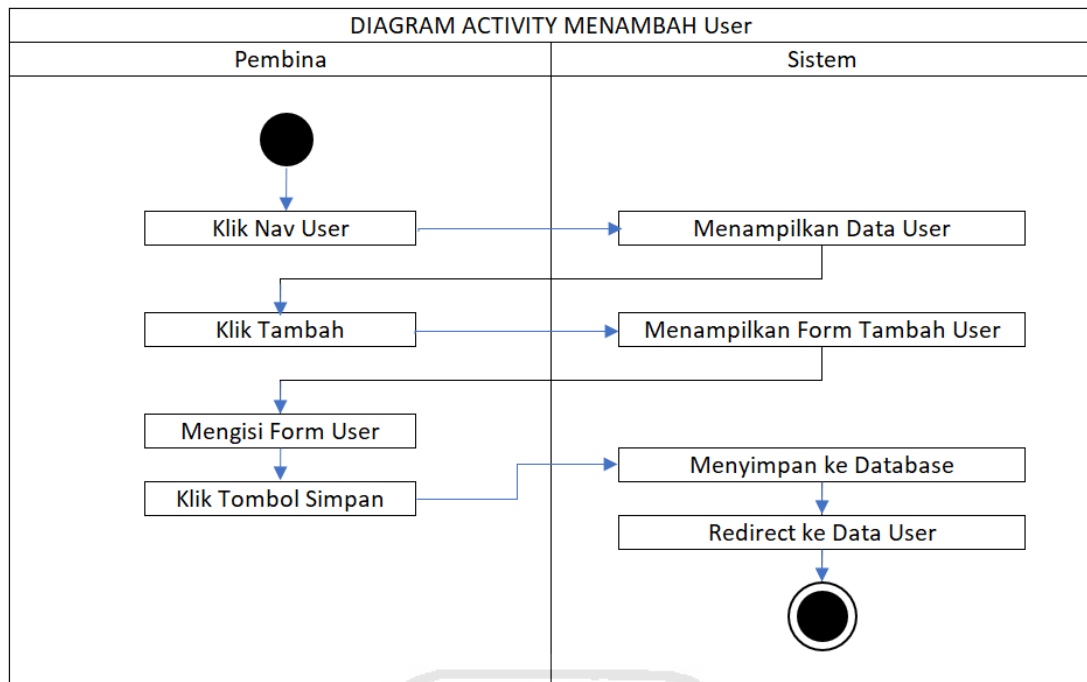 DIAGRAM ACTIVITY MENAMBAH User
Pembina
Sistem
Klik Nav User
Menampilkan Data User
Klik Tambah
Menampilkan Form Tambah User
Mengisi Form User
Menyimpan ke Database
Klik Tombol Simpan
Redirect ke Data User